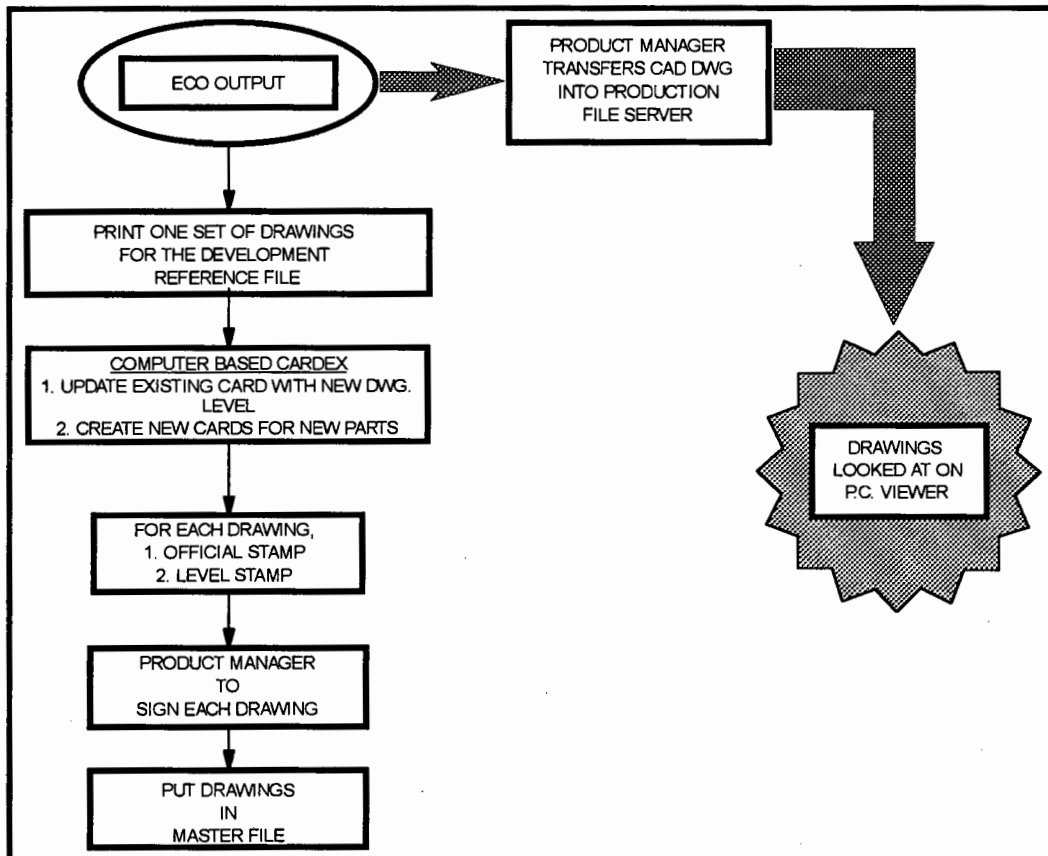 ECO OUTPUT
PRODUCT MANAGER
TRANSFERS CAD DWG
INTO PRODUCTION
FILE SERVER
PRINT ONE SET OF DRAWINGS
FOR THE DEVELOPMENT
REFERENCE FILE
COMPUTER BASED CARDEX
1. UPDATE EXISTING CARD WITH NEW DWG.
LEVEL
2. CREATE NEW CARDS FOR NEW PARTS
DRAWINGS
LOOKED AT ON
P.C. VIEWER
FOR EACH DRAWING,
1. OFFICIAL STAMP
2. LEVEL STAMP
PRODUCT MANAGER
TO
SIGN EACH DRAWING
PUT DRAWINGS
IN
MASTER FILE